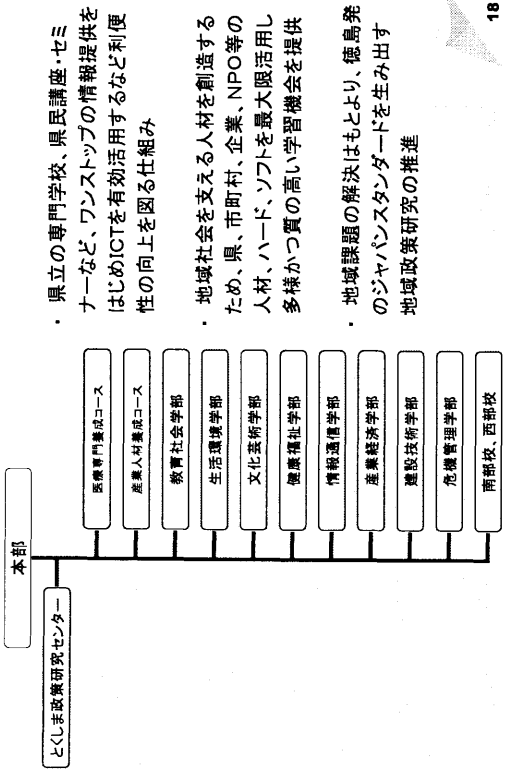 本部
とくしま政策研究センター
医療専門養成コース
産業人材養成コース
教育社会学部
生活環境学部
文化芸術学部
健康福祉学部
情報通信学部
産業経済学部
建設技術学部
危機管理学部
南部校、西部校
・ 県立の専門学校、県民講座・セミ
ナーなど、ワンストップの情報提供を
はじめICTを有効活用するなど利便
性の向上を図る仕組み
・ 地域社会を支える人材を創造する
ため、県、市町村、企業、NPO等の
人材、ハード、ソフトを最大限活用し
多様かつ質の高い学習機会を提供
・ 地域課題の解決はもとより、徳島発
のジャパンスタンダードを生み出す
地域政策研究の推進
18